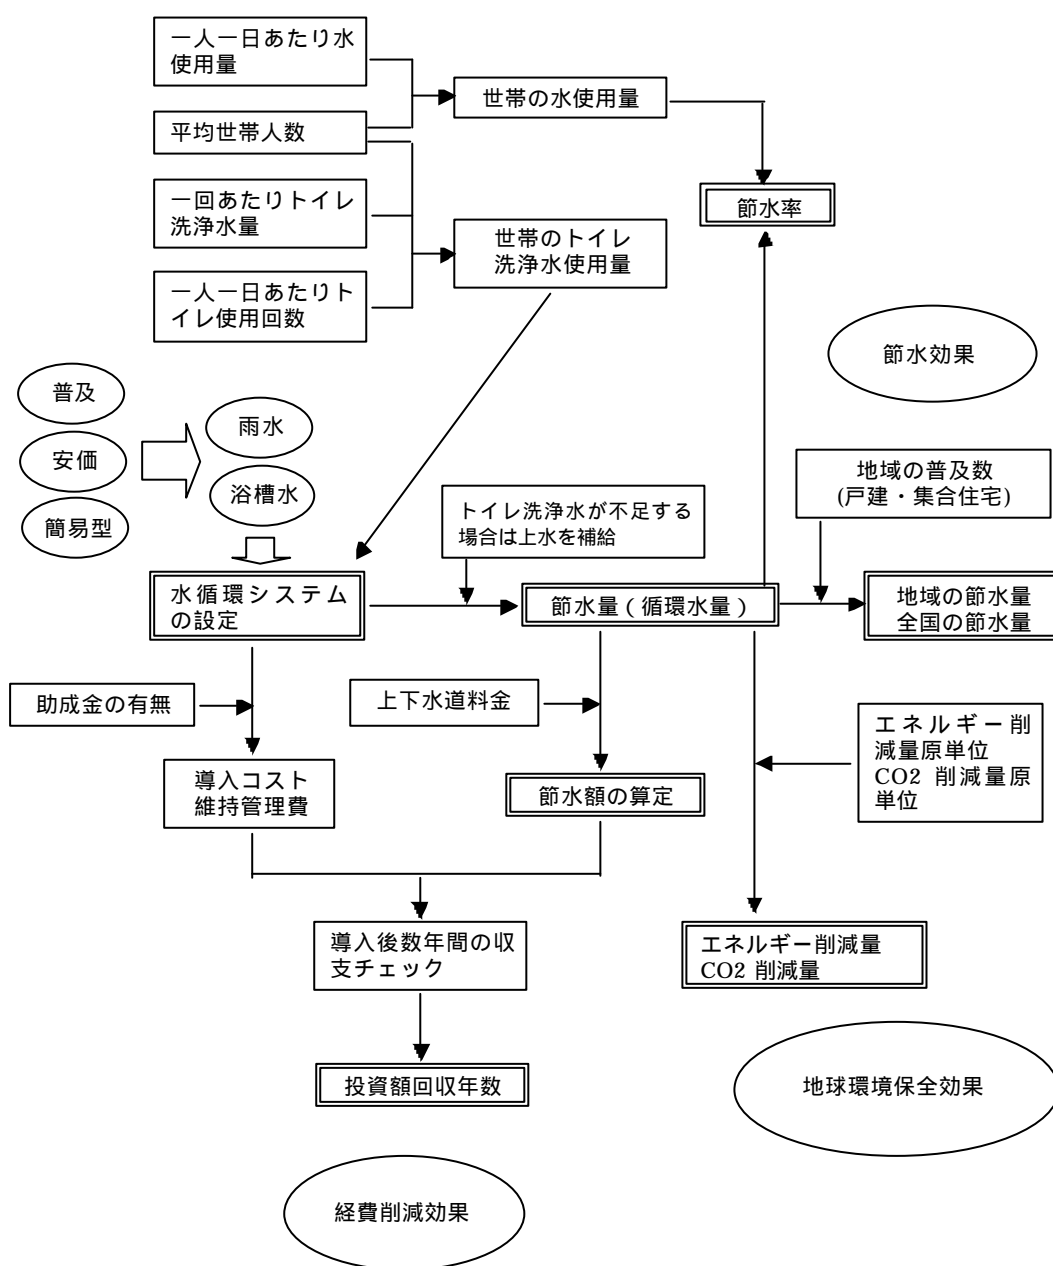 一人一日あたり水
使用量
世帯の水使用量
平均世帯人数
一回あたりトイレ
洗浄水量
節水率
世帯のトイレ
洗浄水使用量
一人一日あたりト
イレ使用回数
節水効果
普及
安価
簡易型
雨水
浴槽水
地域の普及数
(戸建・集合住宅)
トイレ洗浄水が不足する
場合は上水を補給
水循環システム
の設定
節水量（循環水量）
地域の節水量
全国の節水量
助成金の有無
上下水道料金
エネルギー削
減量原単位
CO2 削減量原
単位
導入コスト
維持管理費
節水額の算定
導入後数年間の収
支チェック
エネルギー削減量
CO2 削減量
投資額回収年数
地球環境保全効果
経費削減効果